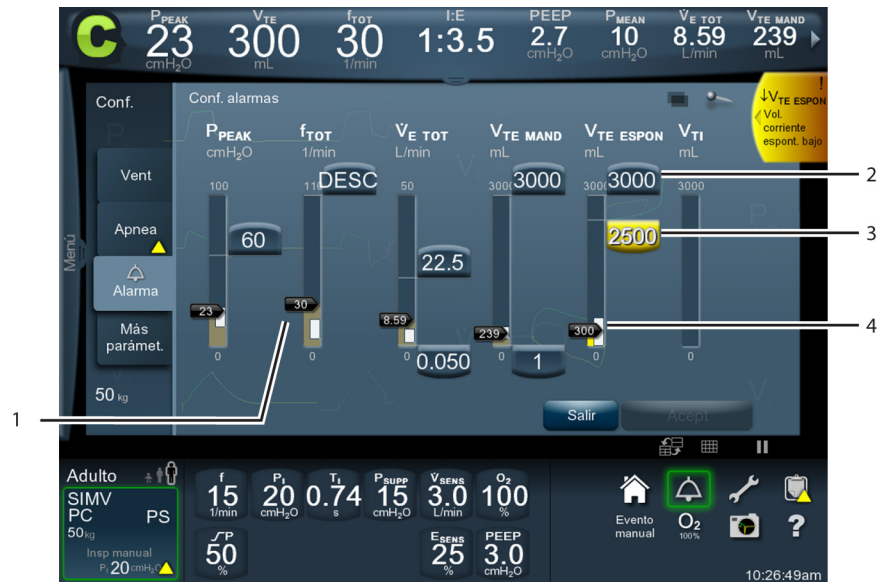 C
PPEAK 23 cmH2O
VTE 300 mL
fTOT 30 1/min
I:E 1:3.5
PEEP 2.7 cmH2O
PMEAN 10 cmH2O
V̇E TOT 8.59 L/min
VTE MAND 239 mL
Menú
Conf.
Vent
Apnea
Alarma
Más
parámet.
50 kg
Conf. alarmas
!
↓VTE ESPON
Vol.
corriente
espont. bajo
PPEAK
cmH2O
100
60
23
0
fTOT
1/min
110
DESC
30
0
V̇E TOT
L/min
50
22.5
8.59
0.050
0
VTE MAND
mL
3000
3000
239
1
0
VTE ESPON
mL
3000
3000
2500
300
0
VTI
mL
3000
0
Salir
Acept
1
2
3
4
Adulto
SIMV
PC PS
50 kg
Insp manual
PI 20 cmH2O
f 15 1/min
PI 20 cmH2O
TI 0.74 s
PSUPP 15 cmH2O
V̇SENS 3.0 L/min
O2 100 %
P 50 %
ESENS 25 %
PEEP 3.0 cmH2O
Evento
manual
O2
100%
?
10:26:49am